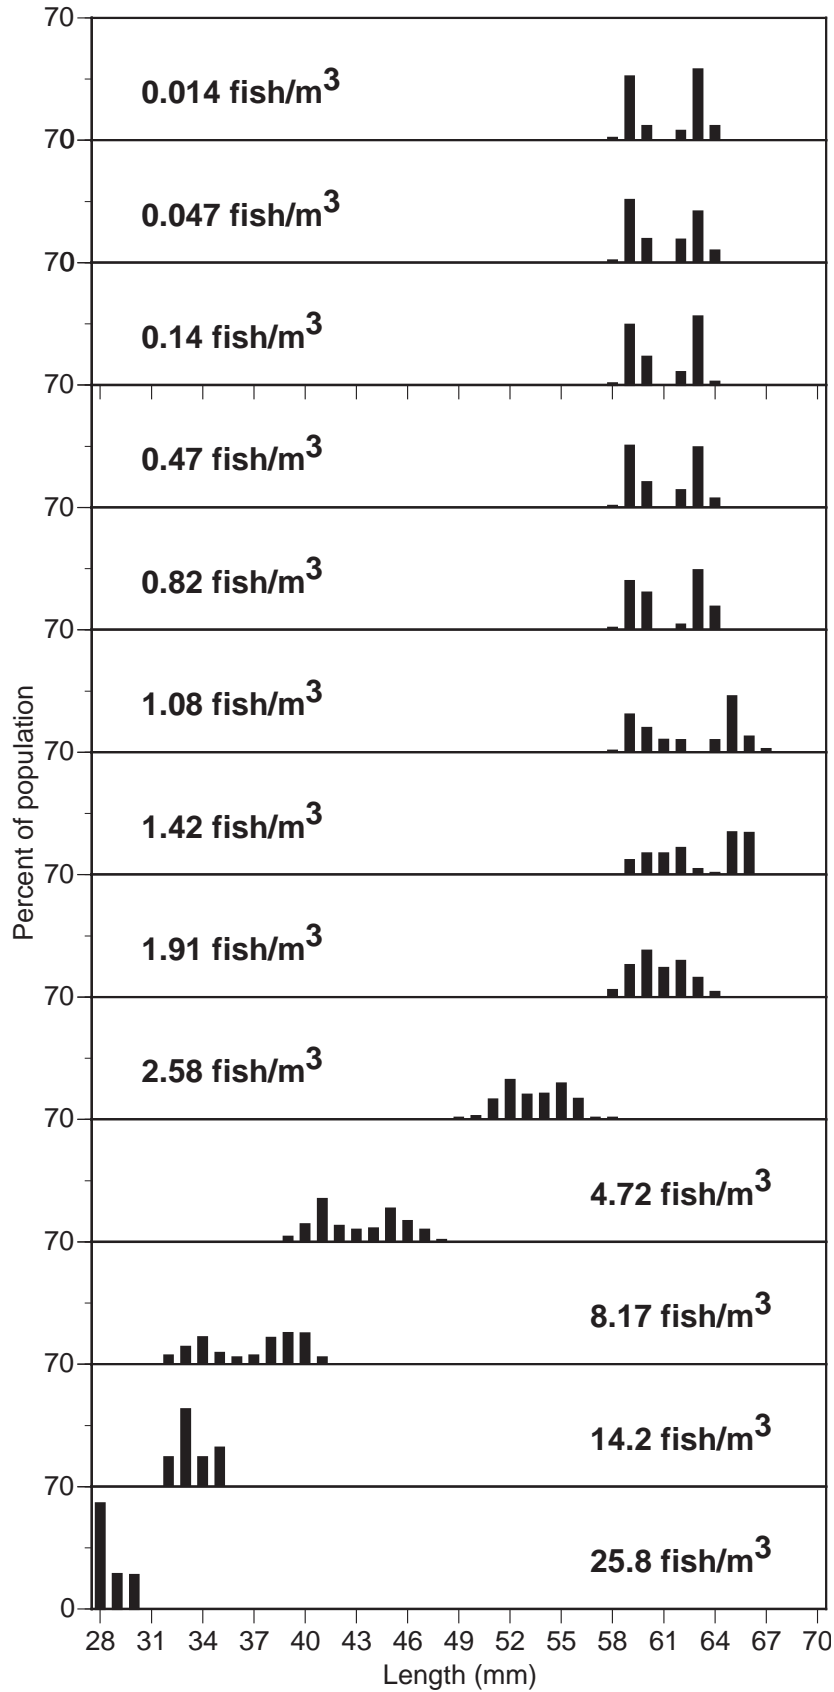 70
0.014 fish/m³
70
0.047 fish/m³
70
0.14 fish/m³
70
0.47 fish/m³
70
0.82 fish/m³
70
1.08 fish/m³
70
1.42 fish/m³
70
1.91 fish/m³
70
2.58 fish/m³
70
4.72 fish/m³
70
8.17 fish/m³
70
14.2 fish/m³
70
25.8 fish/m³
0
28 31 34 37 40 43 46 49 52 55 58 61 64 67 70
Length (mm)
Percent of population